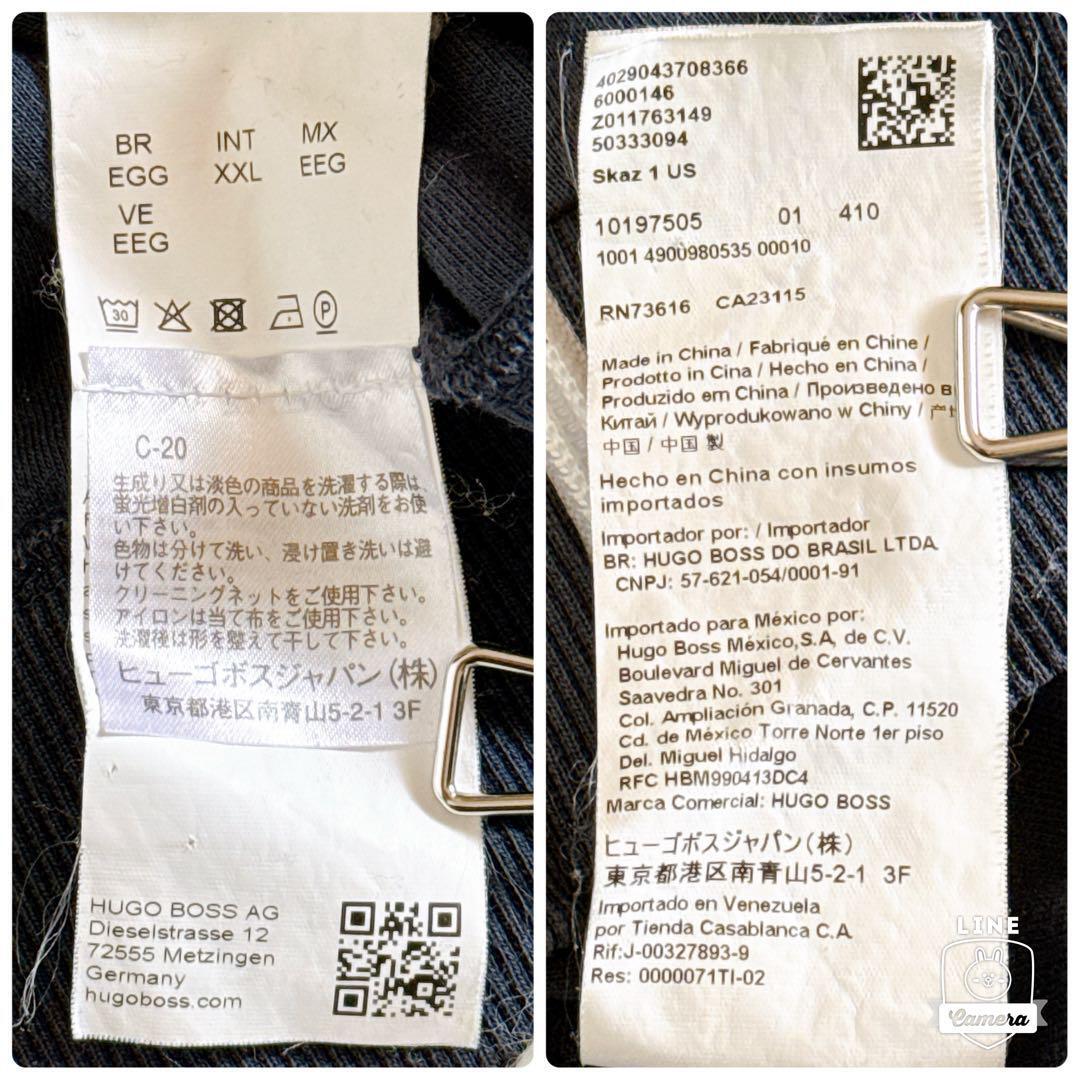 BR INT MX
EGG XXL EEG
VE
EEG
30 P
C-20
生成り又は淡色の商品を洗濯する際は、
蛍光増白剤の入っていない洗剤をお使
い下さい。
色物は分けて洗い、浸け置き洗いは避
けてください。
クリーニングネットをご使用下さい。
アイロンは当て布をご使用下さい。
洗濯後は形を整えて干して下さい。
ヒューゴボスジャパン(株)
東京都港区南青山5-2-1 3F
HUGO BOSS AG
Dieselstrasse 12
72555 Metzingen
Germany
hugoboss.com
4029043708366
6000146
Z011763149
50333094
Skaz 1 US
10197505 01 410
1001 4900980535 00010
RN73616 CA23115
Made in China / Fabriqué en Chine /
Prodotto in Cina / Hecho en China /
Produzido em China / Произведено в
Китай / Wyprodukowano w Chiny / 产
中国 / 中国 製
Hecho en China con insumos
importados
Importador por: / Importador
BR: HUGO BOSS DO BRASIL LTDA.
CNPJ: 57-621-054/0001-91
Importado para México por:
Hugo Boss México,S.A, de C.V.
Boulevard Miguel de Cervantes
Saavedra No. 301
Col. Ampliación Granada, C.P. 11520
Cd. de México Torre Norte 1er piso
Del. Miguel Hidalgo
RFC HBM990413DC4
Marca Comercial: HUGO BOSS
ヒューゴボスジャパン(株)
東京都港区南青山5-2-1 3F
Importado en Venezuela
por Tienda Casablanca C.A.
Rif:J-00327893-9
Res: 0000071TI-02
LINE
Camera